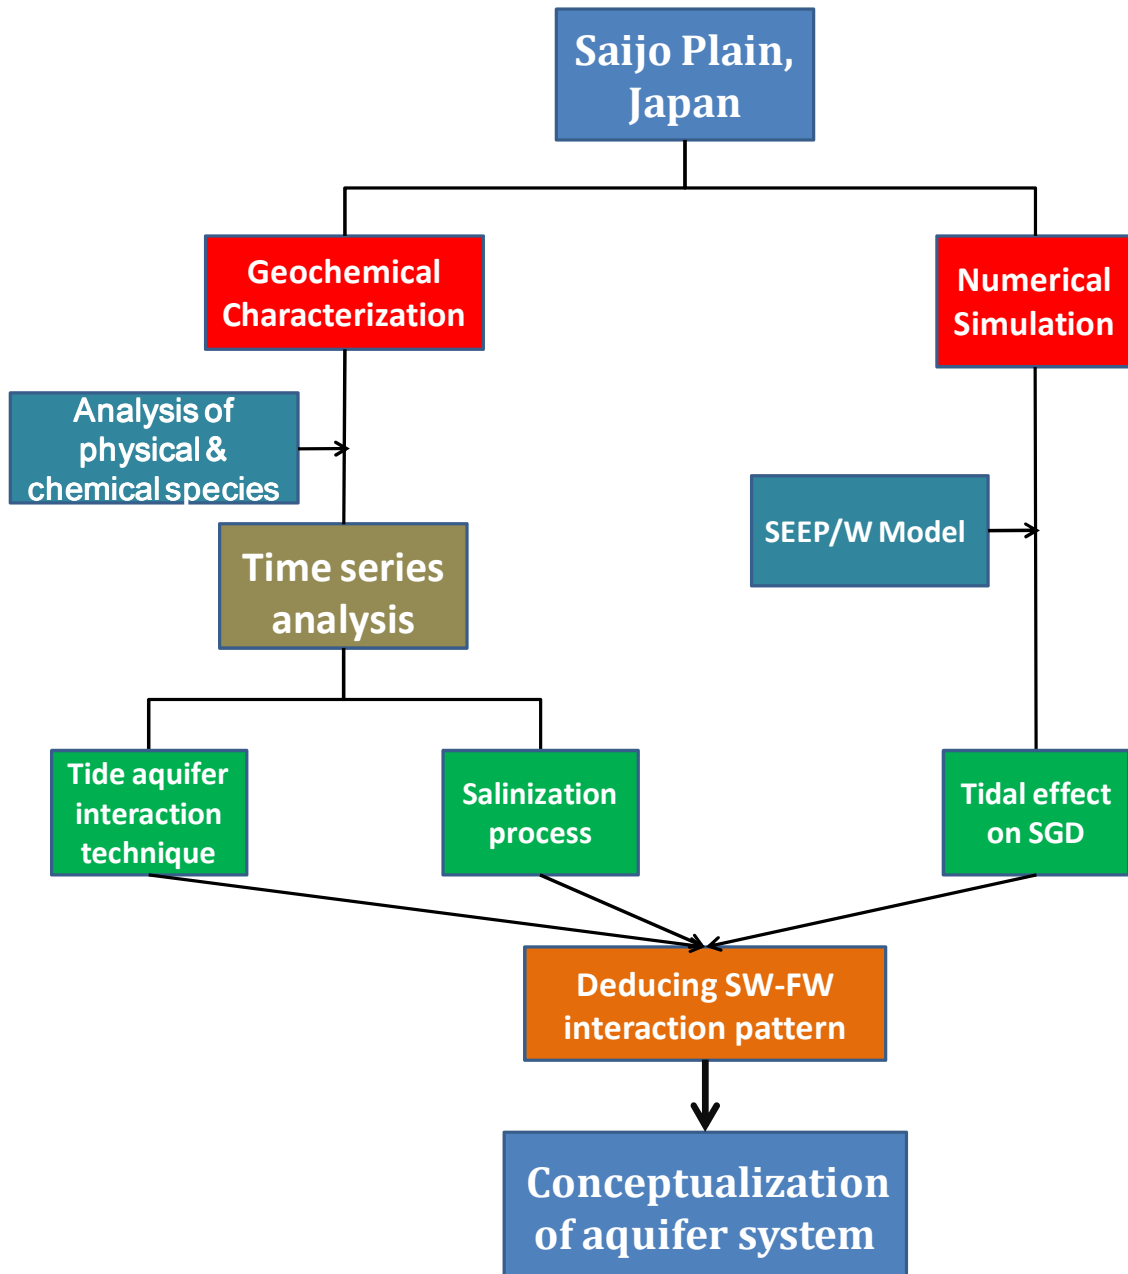 Saijo Plain,
Japan
Geochemical
Characterization
Numerical
Simulation
Analysis of
physical &
chemical species
SEEP/W Model
Time series
analysis
Tide aquifer
interaction
technique
Salinization
process
Tidal effect
on SGD
Deducing SW-FW
interaction pattern
Conceptualization
of aquifer system